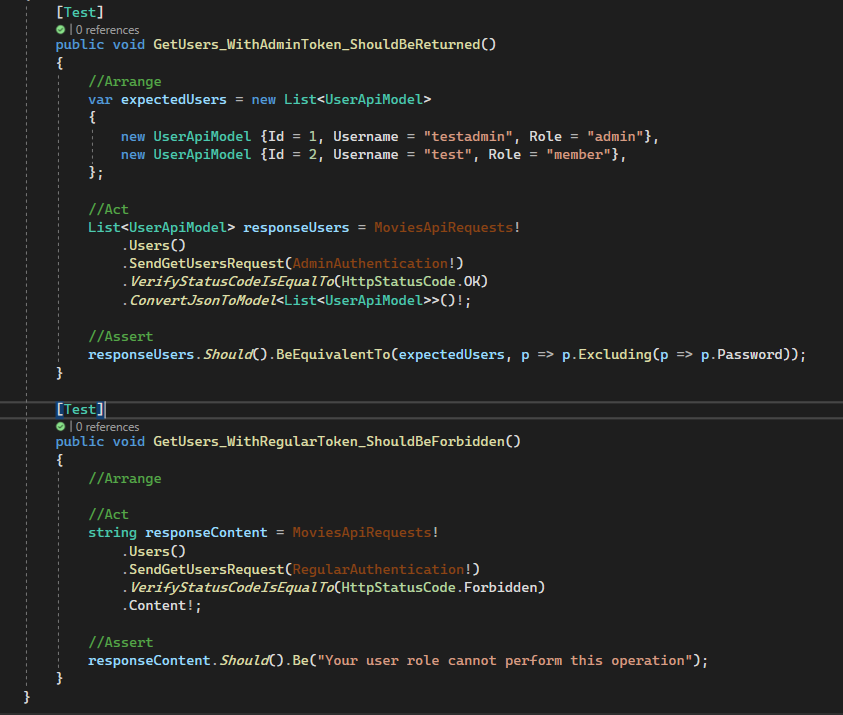 [Test]
| 0 references
public void GetUsers_WithAdminToken_ShouldBeReturned()
{
//Arrange
var expectedUsers = new List<UserApiModel>
{
new UserApiModel {Id = 1, Username = "testadmin", Role = "admin"},
new UserApiModel {Id = 2, Username = "test", Role = "member"},
};
//Act
List<UserApiModel> responseUsers = MoviesApiRequests!
.Users()
.SendGetUsersRequest(AdminAuthentication!)
.VerifyStatusCodeIsEqualTo(HttpStatusCode.OK)
.ConvertJsonToModel<List<UserApiModel>>()!;
//Assert
responseUsers.Should().BeEquivalentTo(expectedUsers, p => p.Excluding(p => p.Password));
}
[Test]
| 0 references
public void GetUsers_WithRegularToken_ShouldBeForbidden()
{
//Arrange
//Act
string responseContent = MoviesApiRequests!
.Users()
.SendGetUsersRequest(RegularAuthentication!)
.VerifyStatusCodeIsEqualTo(HttpStatusCode.Forbidden)
.Content!;
//Assert
responseContent.Should().Be("Your user role cannot perform this operation");
}
}